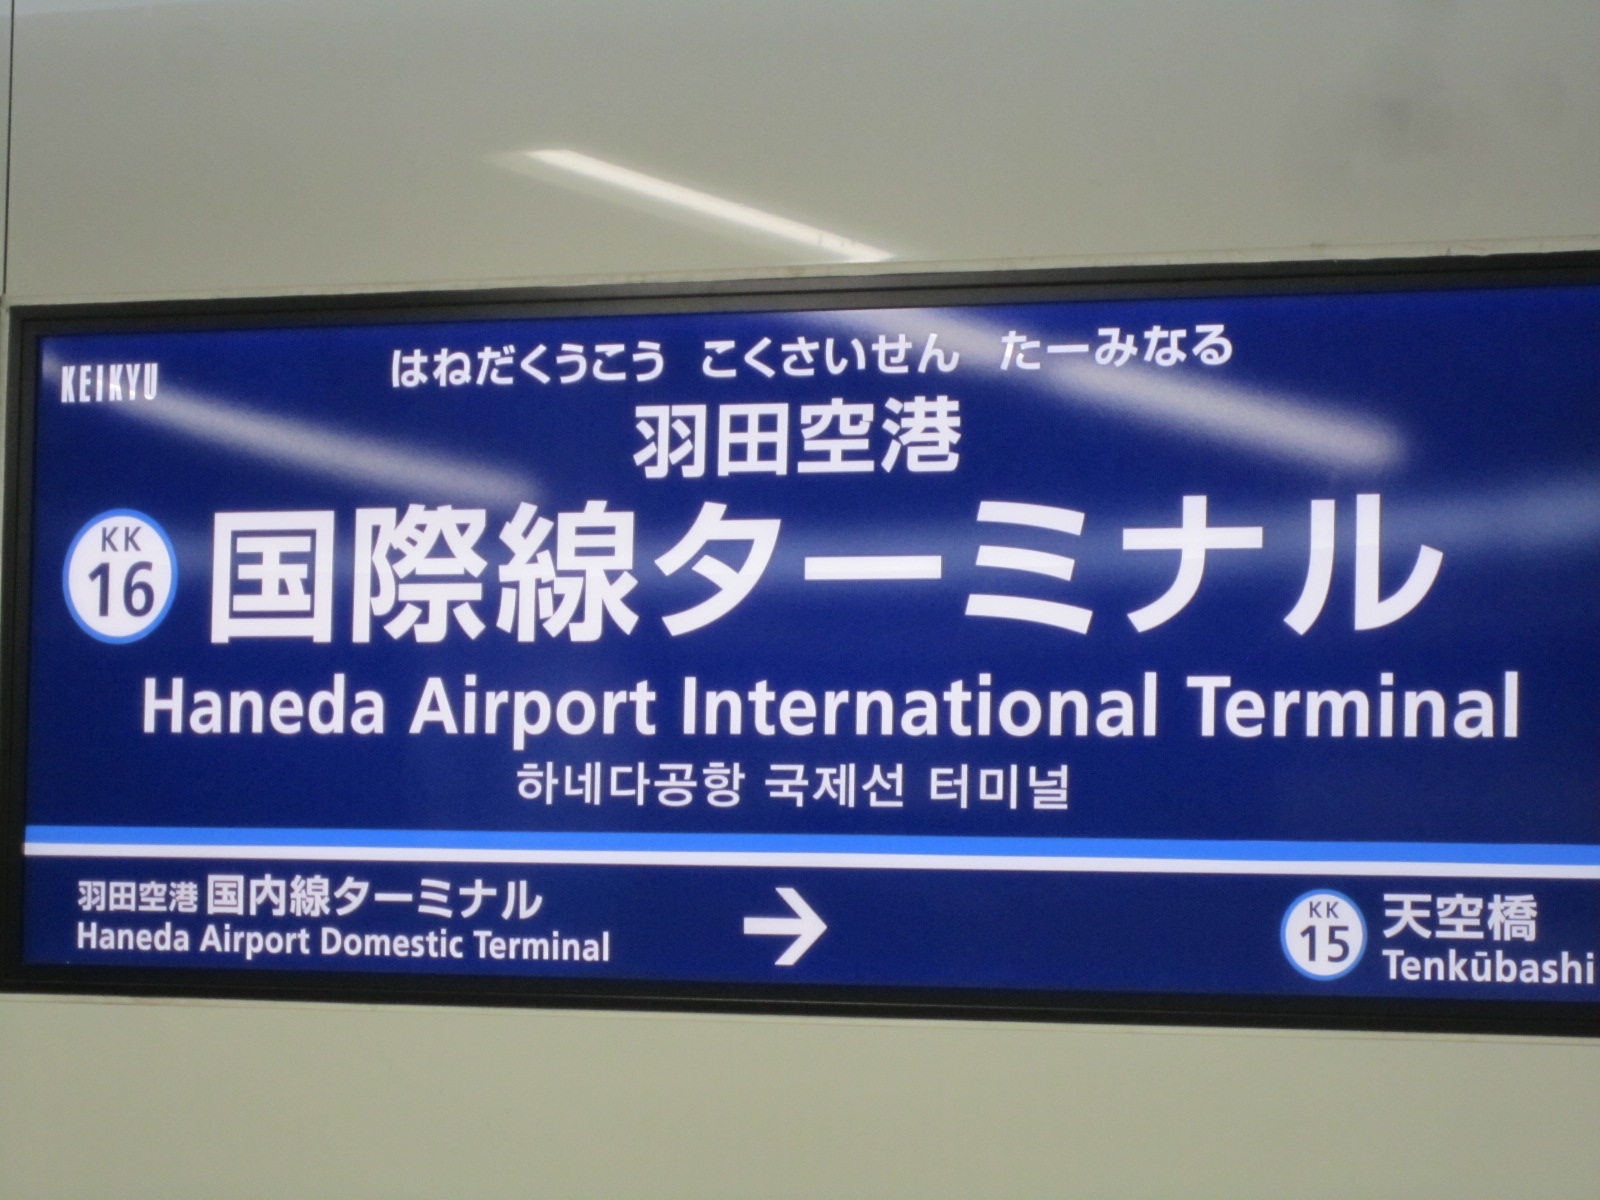 KEIKYU
はねだくうこう こくさいせん たーみなる
羽田空港
KK
16
国際線ターミナル
Haneda Airport International Terminal
하네다공항 국제선 터미널
羽田空港 国内線ターミナル
Haneda Airport Domestic Terminal
→
KK
15
天空橋
Tenkūbashi